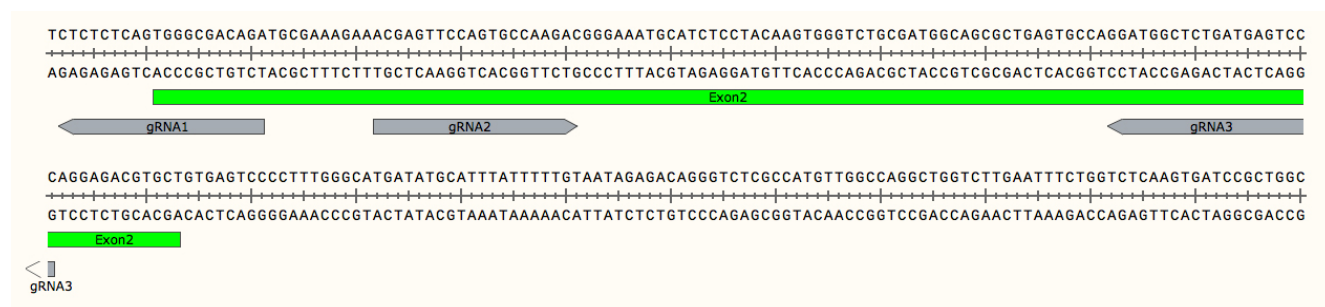 TCTCTCTCAGTGGGCGACAGATGCGAAAGAAACGAGTTCCAGTGCCAAGACGGGAAATGCATCTCCTACAAGTGGGTCTGCGATGGCAGCGCTGAGTGCCAGGATGGCTCTGATGAGTCC
AGAGAGAGTCACCCGCTGTCTACGCTTTCTTTGCTCAAGGTCACGGTTCTGCCCTTTACGTAGAGGATGTTCACCCAGACGCTACCGTCGCGACTCACGGTCCTACCGAGACTACTCAGG
Exon2
gRNA1 gRNA2 gRNA3
CAGGAGACGTGCTGTGAGTCCCCTTTGGGCATGATATGCATTTATTTTTGTAATAGAGACAGGGTCTCGCCATGTTGGCCAGGCTGGTCTTGAATTTCTGGTCTCAAGTGATCCGCTGGC
GTCCTCTGCACGACACTCAGGGGAAACCCGTACTATACGTAAATAAAAACATTATCTCTGTCCCAGAGCGGTACAACCGGTCCGACCAGAACTTAAAGACCAGAGTTCACTAGGCGACCG
Exon2
gRNA3